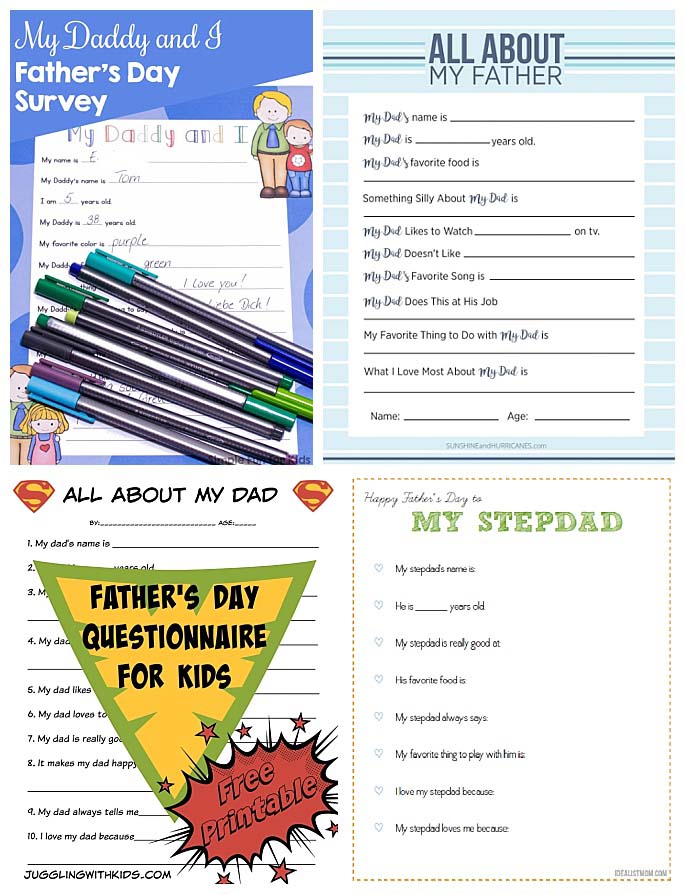 My Daddy and I
Father's Day
Survey
My Daddy and I
My name is E.
My Daddy's name is Tom
I am 5 years old.
My Daddy is 38 years old.
My favorite color is purple
green
I love you!
Liebe Dich!
ALL ABOUT
MY FATHER
My Dad's name is
My Dad is years old.
My Dad's favorite food is
Something Silly About My Dad is
My Dad Likes to Watch on tv.
My Dad Doesn't Like
My Dad's Favorite Song is
My Dad Does This at His Job
My Favorite Thing to Do with My Dad is
What I Love Most About My Dad is
Name: Age:
SUNSHINEandHURRICANES.com
S ALL ABOUT MY DAD S
BY: AGE:
1. My dad's name is
2. years old
3. M
4. My dad
5. My dad likes
6. My dad loves to
7. My dad is really goo
8. It makes my dad happy
9. My dad always tells me
10. I love my dad because
FATHER'S DAY
QUESTIONNAIRE
FOR KIDS
Free
Printable
JUGGLINGWITHKIDS.COM
Happy Father's Day to
MY STEPDAD
My stepdad's name is:
He is years old.
My stepdad is really good at:
His favorite food is:
My stepdad always says:
My favorite thing to play with him is:
I love my stepdad because:
My stepdad loves me because:
IDEALISTMOM.COM